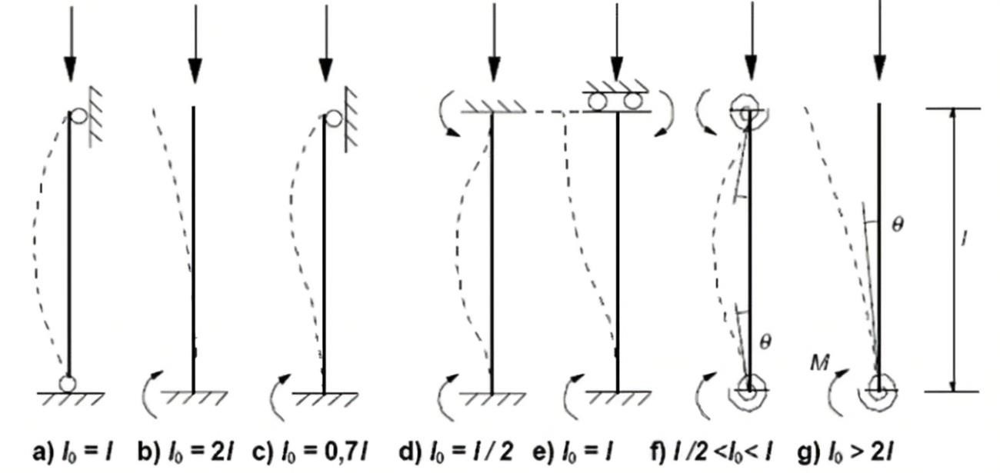 θ
l
θ
M
a) l₀ = l b) l₀ = 2l c) l₀ = 0,7l d) l₀ = l / 2 e) l₀ = l f) l /2 <l₀< l g) l₀ > 2l